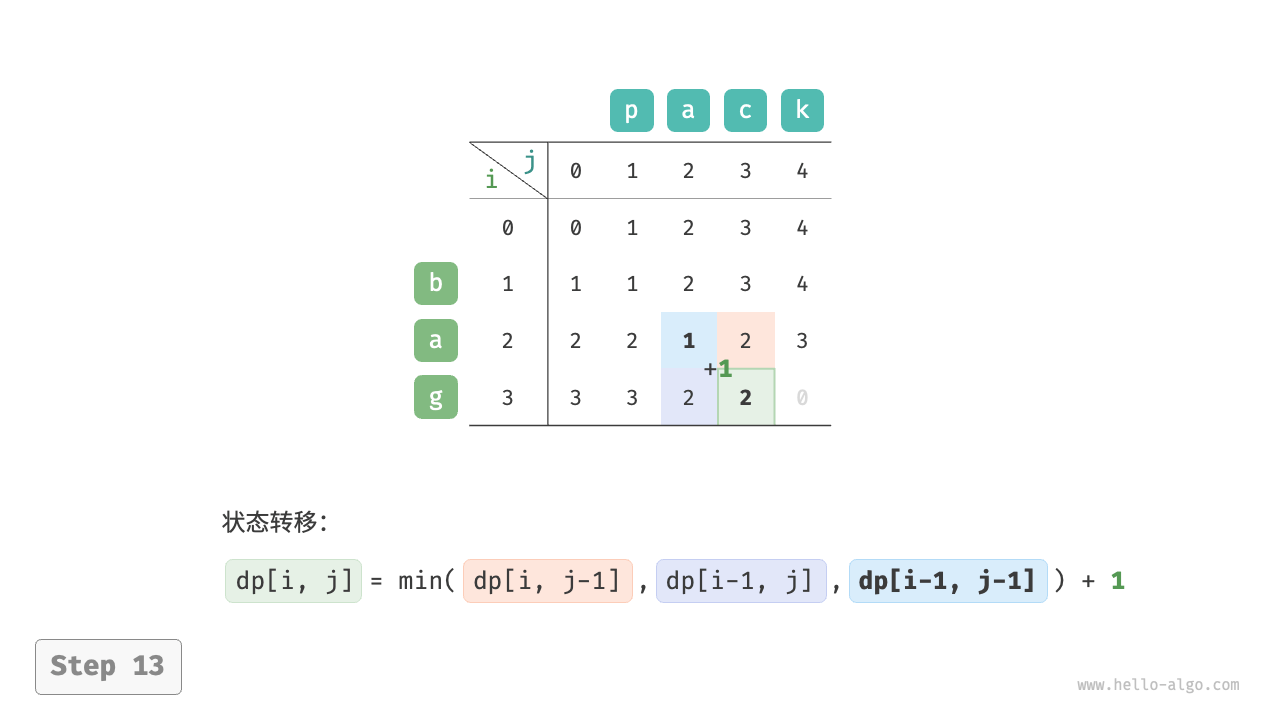 p a c k
j
i
0 1 2 3 4
0 0 1 2 3 4
b 1 1 1 2 3 4
a 2 2 2 1 2 3
+1
g 3 3 3 2 2 0
状态转移：
dp[i, j] = min( dp[i, j-1] , dp[i-1, j] , dp[i-1, j-1] ) + 1
Step 13
www.hello-algo.com